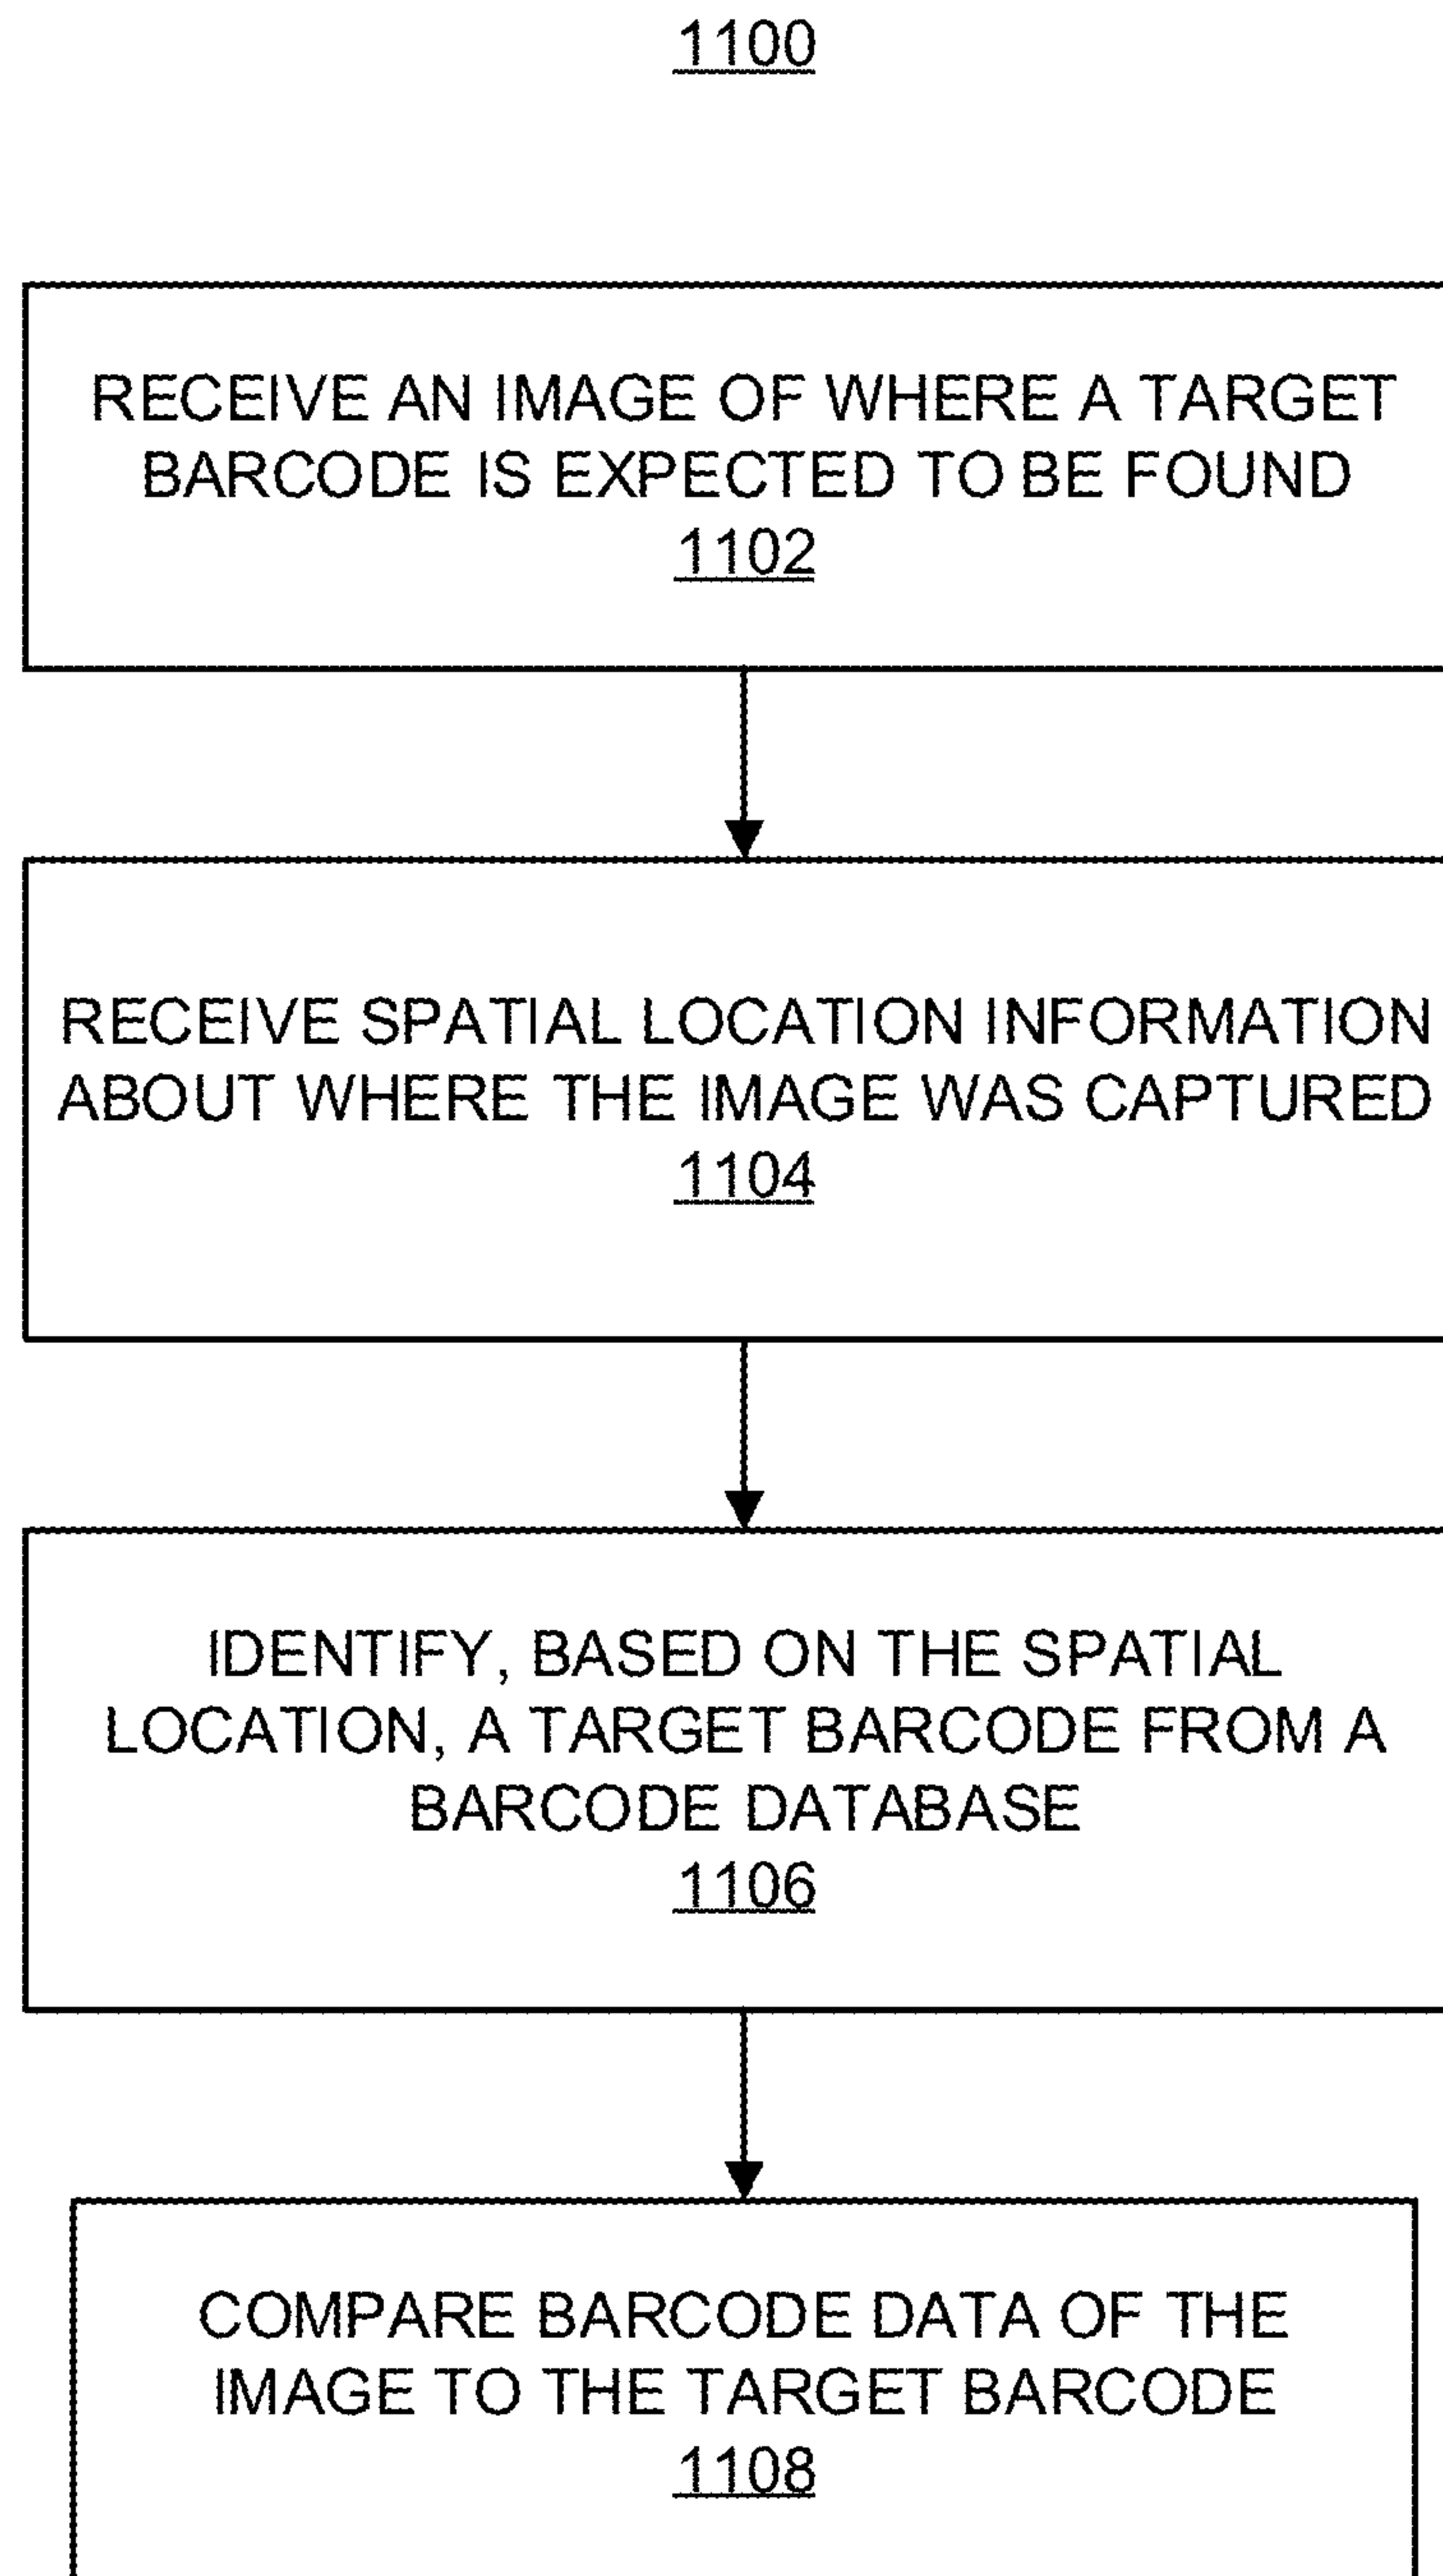 1100
RECEIVE AN IMAGE OF WHERE A TARGET
BARCODE IS EXPECTED TO BE FOUND
1102
RECEIVE SPATIAL LOCATION INFORMATION
ABOUT WHERE THE IMAGE WAS CAPTURED
1104
IDENTIFY, BASED ON THE SPATIAL
LOCATION, A TARGET BARCODE FROM A
BARCODE DATABASE
1106
COMPARE BARCODE DATA OF THE
IMAGE TO THE TARGET BARCODE
1108